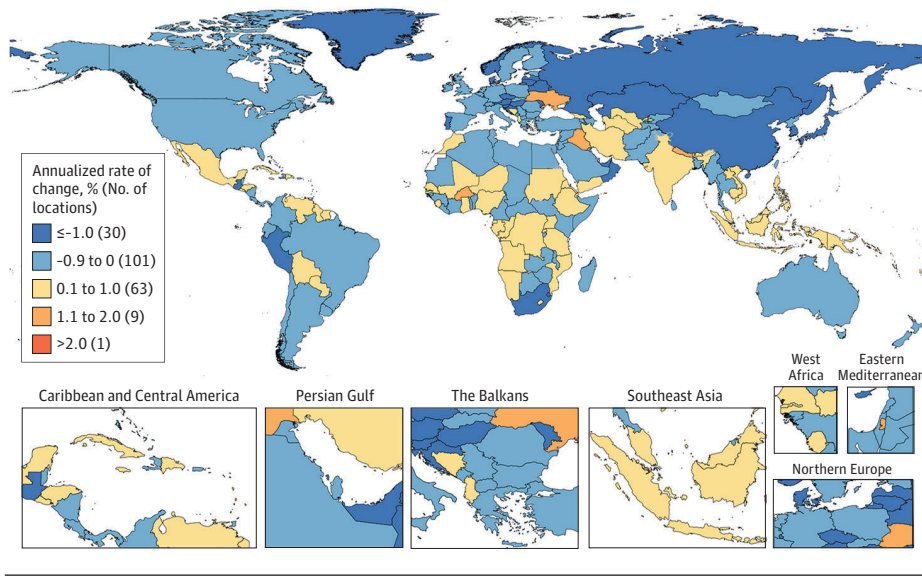 Annualized rate of
change, % (No. of
locations)
≤-1.0 (30)
-0.9 to 0 (101)
0.1 to 1.0 (63)
1.1 to 2.0 (9)
>2.0 (1)
West
Africa
Eastern
Mediterranean
Caribbean and Central America
Persian Gulf
The Balkans
Southeast Asia
Northern Europe